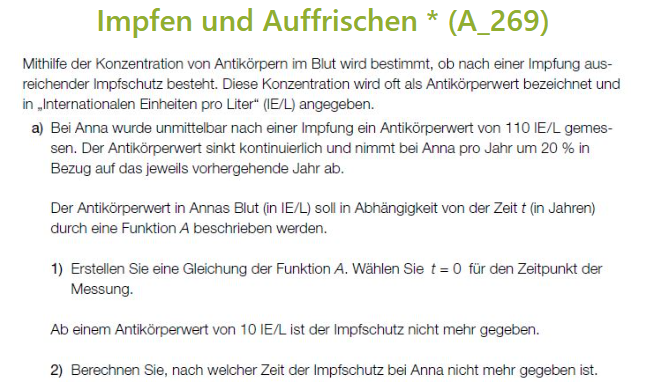 Impfen und Auffrischen * (A_269)
Mithilfe der Konzentration von Antikörpern im Blut wird bestimmt, ob nach einer Impfung aus-
reichender Impfschutz besteht. Diese Konzentration wird oft als Antikörperwert bezeichnet und
in „Internationalen Einheiten pro Liter“ (IE/L) angegeben.
a) Bei Anna wurde unmittelbar nach einer Impfung ein Antikörperwert von 110 IE/L gemes-
sen. Der Antikörperwert sinkt kontinuierlich und nimmt bei Anna pro Jahr um 20 % in
Bezug auf das jeweils vorhergehende Jahr ab.
Der Antikörperwert in Annas Blut (in IE/L) soll in Abhängigkeit von der Zeit t (in Jahren)
durch eine Funktion A beschrieben werden.
1) Erstellen Sie eine Gleichung der Funktion A. Wählen Sie t = 0 für den Zeitpunkt der
Messung.
Ab einem Antikörperwert von 10 IE/L ist der Impfschutz nicht mehr gegeben.
2) Berechnen Sie, nach welcher Zeit der Impfschutz bei Anna nicht mehr gegeben ist.